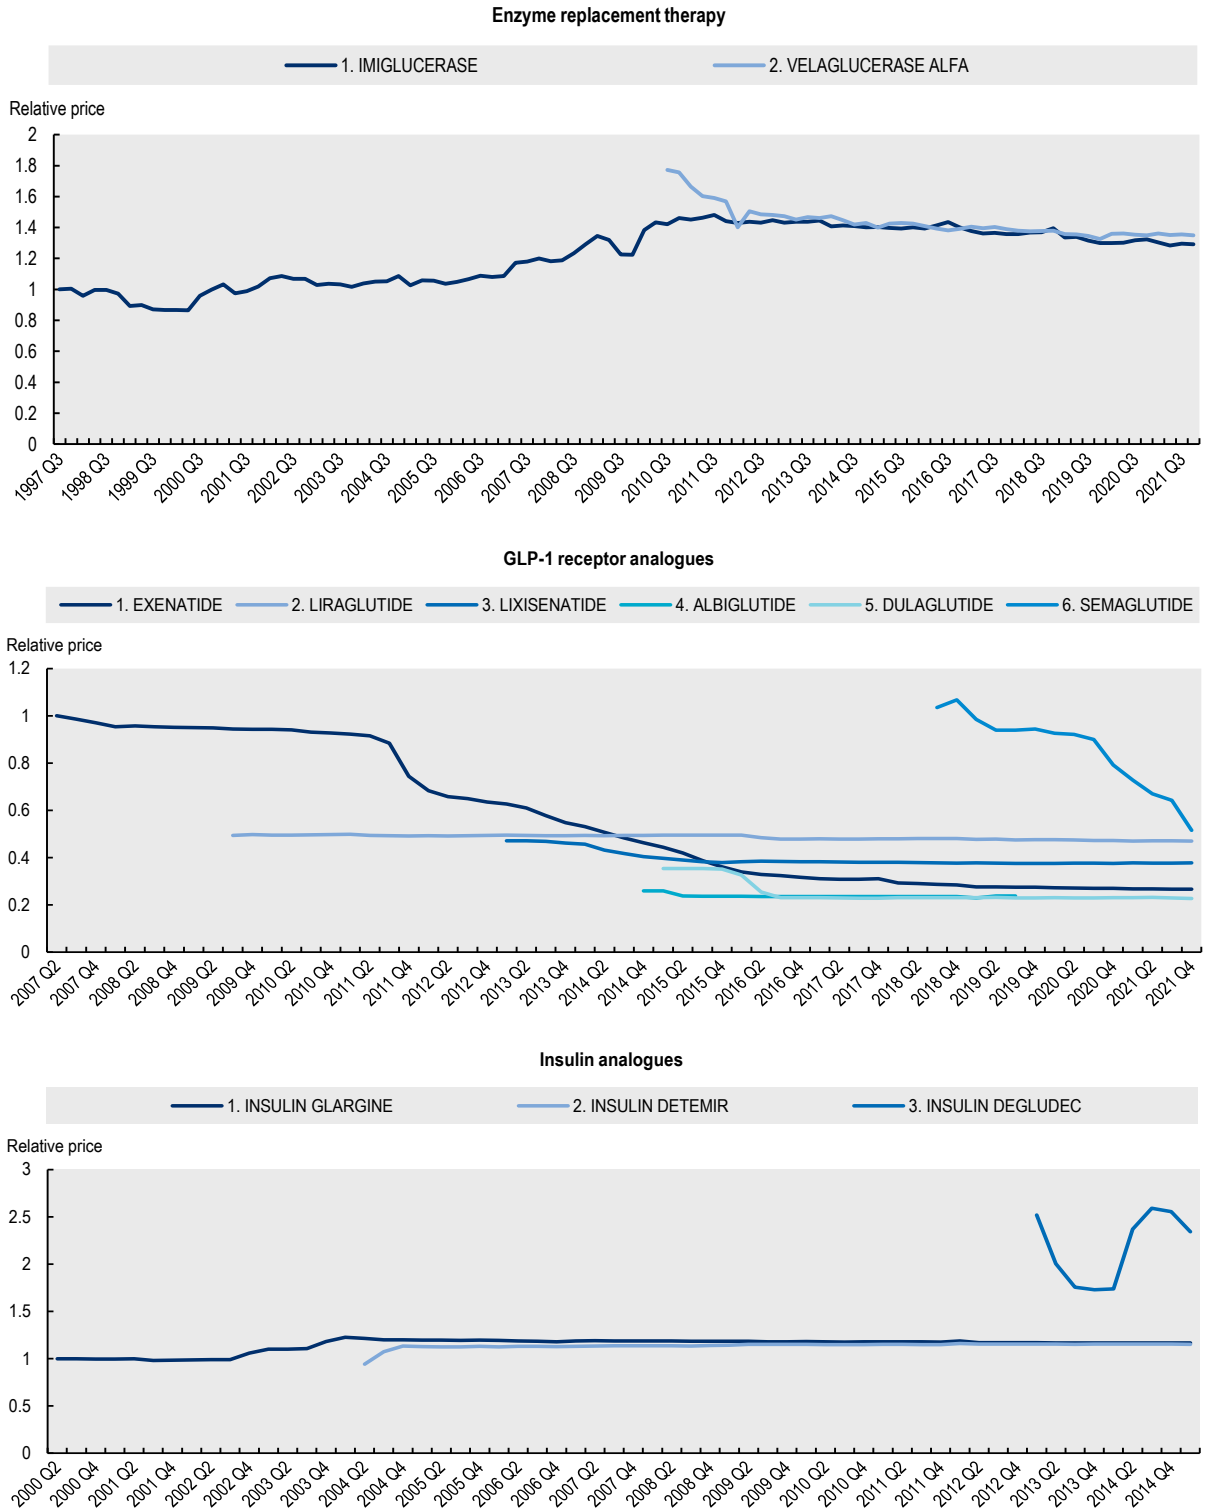 Enzyme replacement therapy
1. IMIGLUCERASE 2. VELAGLUCERASE ALFA
Relative price
2
1.8
1.6
1.4
1.2
1
0.8
0.6
0.4
0.2
0
1997 Q3 1998 Q3 1999 Q3 2000 Q3 2001 Q3 2002 Q3 2003 Q3 2004 Q3 2005 Q3 2006 Q3 2007 Q3 2008 Q3 2009 Q3 2010 Q3 2011 Q3 2012 Q3 2013 Q3 2014 Q3 2015 Q3 2016 Q3 2017 Q3 2018 Q3 2019 Q3 2020 Q3 2021 Q3
GLP-1 receptor analogues
1. EXENATIDE 2. LIRAGLUTIDE 3. LIXISENATIDE 4. ALBIGLUTIDE 5. DULAGLUTIDE 6. SEMAGLUTIDE
Relative price
1.2
1
0.8
0.6
0.4
0.2
0
2007 Q2 2007 Q4 2008 Q2 2008 Q4 2009 Q2 2009 Q4 2010 Q2 2010 Q4 2011 Q2 2011 Q4 2012 Q2 2012 Q4 2013 Q2 2013 Q4 2014 Q2 2014 Q4 2015 Q2 2015 Q4 2016 Q2 2016 Q4 2017 Q2 2017 Q4 2018 Q2 2018 Q4 2019 Q2 2019 Q4 2020 Q2 2020 Q4 2021 Q2 2021 Q4
Insulin analogues
1. INSULIN GLARGINE 2. INSULIN DETEMIR 3. INSULIN DEGLUDEC
Relative price
3
2.5
2
1.5
1
0.5
0
2000 Q2 2000 Q4 2001 Q2 2001 Q4 2002 Q2 2002 Q4 2003 Q2 2003 Q4 2004 Q2 2004 Q4 2005 Q2 2005 Q4 2006 Q2 2006 Q4 2007 Q2 2007 Q4 2008 Q2 2008 Q4 2009 Q2 2009 Q4 2010 Q2 2010 Q4 2011 Q2 2011 Q4 2012 Q2 2012 Q4 2013 Q2 2013 Q4 2014 Q2 2014 Q4